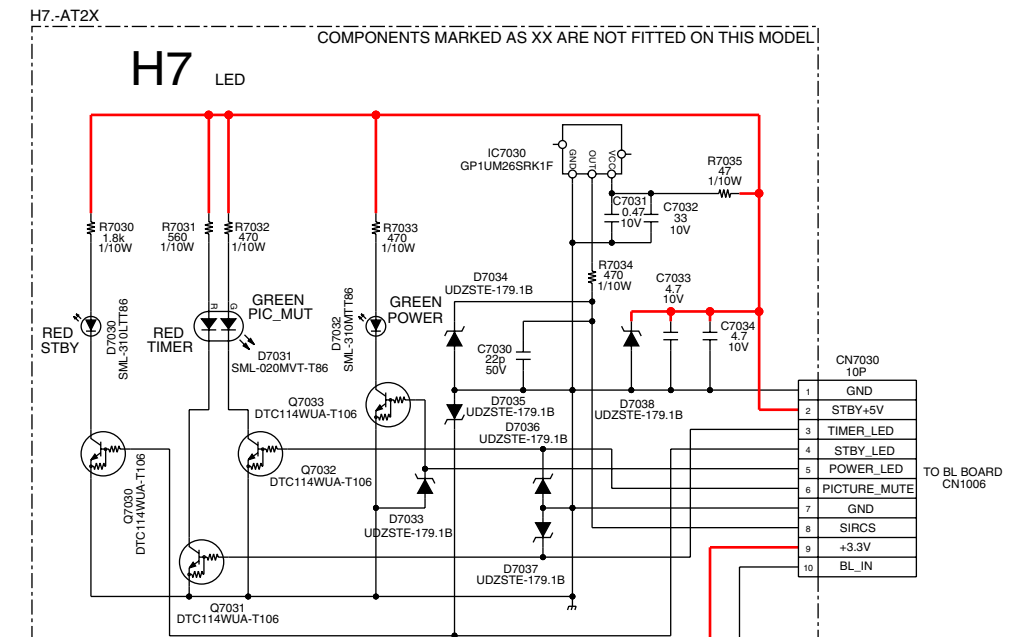 H7.-AT2X
COMPONENTS MARKED AS XX ARE NOT FITTED ON THIS MODEL
H7 LED
IC7030
GP1UM26SRK1F
GND
OUT
VCC
R7035
47
1/10W
C7031
0.47
10V
C7032
33
10V
R7030
1.8k
1/10W
R7031
560
1/10W
R7032
470
1/10W
R7033
470
1/10W
R7034
470
1/10W
D7034
UDZSTE-179.1B
C7033
4.7
10V
C7034
4.7
10V
RED
STBY
D7030
SML-310LTT86
R
G
RED
TIMER
GREEN
PIC_MUT
D7031
SML-020MVT-T86
D7032
SML-310MTT86
GREEN
POWER
C7030
22p
50V
D7035
UDZSTE-179.1B
D7036
UDZSTE-179.1B
D7038
UDZSTE-179.1B
Q7033
DTC114WUA-T106
Q7030
DTC114WUA-T106
Q7032
DTC114WUA-T106
D7033
UDZSTE-179.1B
D7037
UDZSTE-179.1B
Q7031
DTC114WUA-T106
CN7030
10P
1 GND
2 STBY+5V
3 TIMER_LED
4 STBY_LED
5 POWER_LED
6 PICTURE_MUTE
7 GND
8 SIRCS
9 +3.3V
10 BL_IN
TO BL BOARD
CN1006